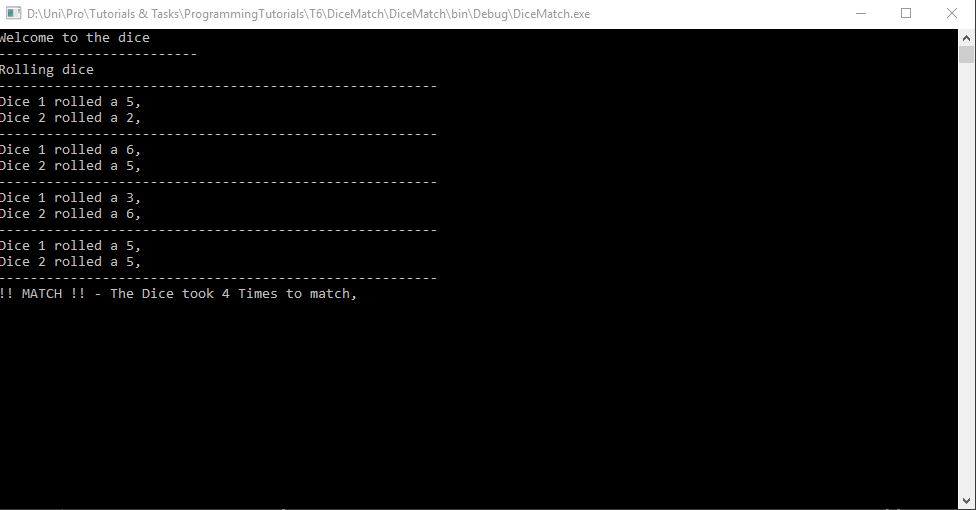 D:\Uni\Pro\Tutorials & Tasks\ProgrammingTutorials\T6\DiceMatch\DiceMatch\bin\Debug\DiceMatch.exe
Welcome to the dice
-------------------------
Rolling dice
-------------------------------------------------------
Dice 1 rolled a 5,
Dice 2 rolled a 2,
-------------------------------------------------------
Dice 1 rolled a 6,
Dice 2 rolled a 5,
-------------------------------------------------------
Dice 1 rolled a 3,
Dice 2 rolled a 6,
-------------------------------------------------------
Dice 1 rolled a 5,
Dice 2 rolled a 5,
-------------------------------------------------------
!! MATCH !! - The Dice took 4 Times to match,